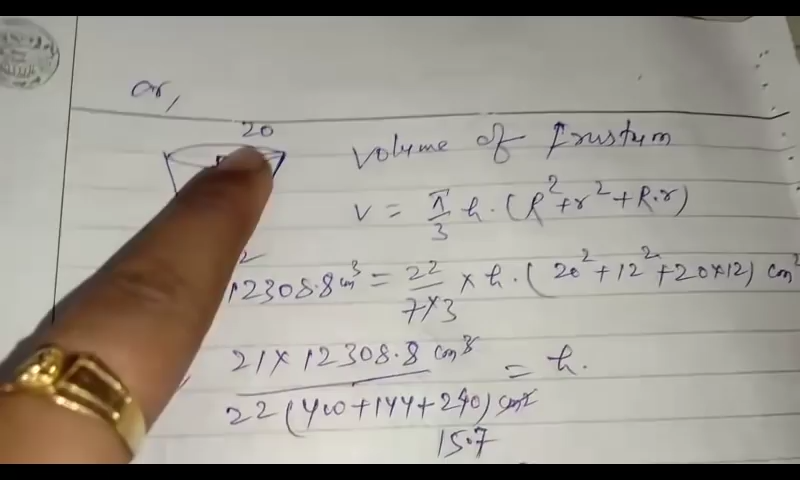 or,
20
Volume of Frustum
V = π/3 h . (R² + r² + R.r)
12308.8 cm³ = 22/7×3 × h . (20² + 12² + 20×12) cm²
21 × 12308.8 cm³ / 22 (400 + 144 + 240) cm² = h.
15.7